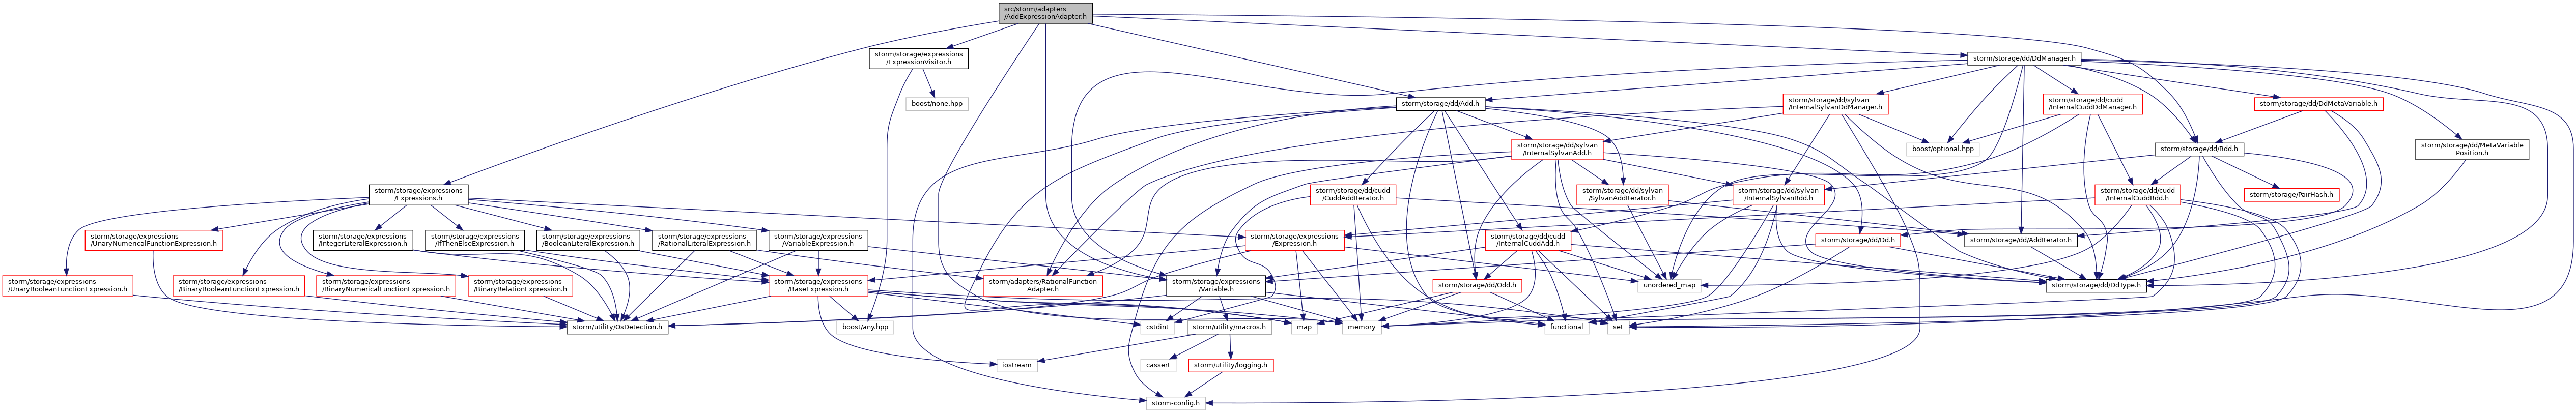 src/storm/adapters
/AddExpressionAdapter.h
storm/storage/expressions
/ExpressionVisitor.h
storm/storage/dd/DdManager.h
boost/none.hpp
storm/storage/dd/Add.h
storm/storage/dd/sylvan
/InternalSylvanDdManager.h
storm/storage/dd/cudd
/InternalCuddDdManager.h
storm/storage/dd/DdMetaVariable.h
storm/storage/dd/sylvan
/InternalSylvanAdd.h
boost/optional.hpp
storm/storage/dd/Bdd.h
storm/storage/dd/MetaVariable
Position.h
storm/storage/expressions
/Expressions.h
storm/storage/dd/cudd
/CuddAddIterator.h
storm/storage/dd/sylvan
/SylvanAddIterator.h
storm/storage/dd/sylvan
/InternalSylvanBdd.h
storm/storage/dd/cudd
/InternalCuddBdd.h
storm/storage/PairHash.h
storm/storage/expressions
/UnaryNumericalFunctionExpression.h
storm/storage/expressions
/IntegerLiteralExpression.h
storm/storage/expressions
/IfThenElseExpression.h
storm/storage/expressions
/BooleanLiteralExpression.h
storm/storage/expressions
/RationalLiteralExpression.h
storm/storage/expressions
/VariableExpression.h
storm/storage/expressions
/Expression.h
storm/storage/dd/cudd
/InternalCuddAdd.h
storm/storage/dd/Dd.h
storm/storage/dd/AddIterator.h
storm/storage/expressions
/UnaryBooleanFunctionExpression.h
storm/storage/expressions
/BinaryBooleanFunctionExpression.h
storm/storage/expressions
/BinaryNumericalFunctionExpression.h
storm/storage/expressions
/BinaryRelationExpression.h
storm/storage/expressions
/BaseExpression.h
storm/adapters/RationalFunction
Adapter.h
storm/storage/expressions
/Variable.h
storm/storage/dd/Odd.h
unordered_map
storm/storage/dd/DdType.h
storm/utility/OsDetection.h
boost/any.hpp
cstdint
storm/utility/macros.h
map
memory
functional
set
iostream
cassert
storm/utility/logging.h
storm-config.h